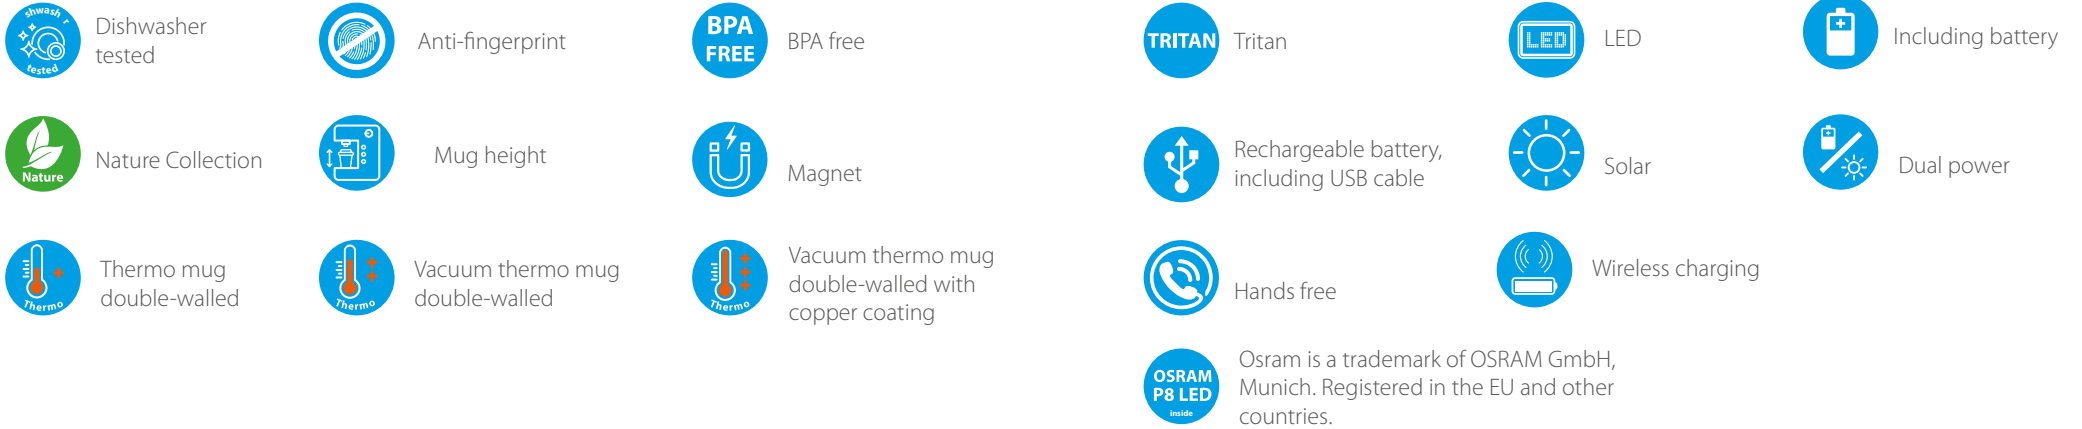 shwash r
tested
Dishwasher
tested
Anti-fingerprint
BPA
FREE
BPA free
TRITAN
Tritan
LED
LED
Including battery
Nature
Nature Collection
Mug height
Magnet
Rechargeable battery,
including USB cable
Solar
Dual power
Thermo
Thermo mug
double-walled
Thermo
Vacuum thermo mug
double-walled
Thermo
Vacuum thermo mug
double-walled with
copper coating
Hands free
Wireless charging
OSRAM
P8 LED
inside
Osram is a trademark of OSRAM GmbH,
Munich. Registered in the EU and other
countries.